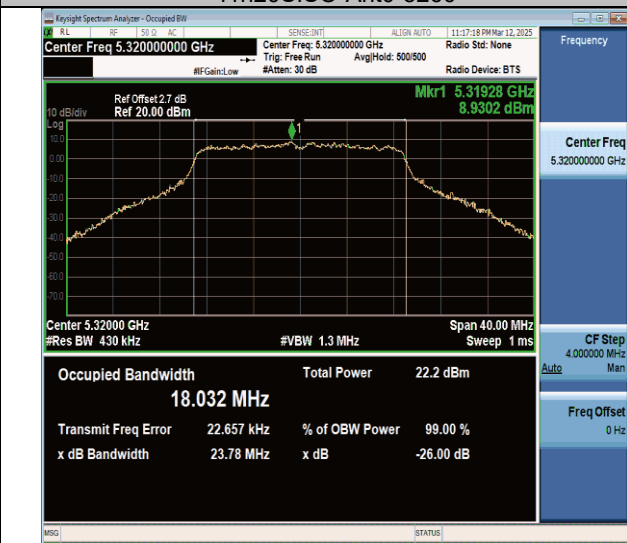 Keysight Spectrum Analyzer - Occupied BW
RL RF 50 Ω AC SENSE:INT ALIGN AUTO 11:17:18 PM Mar 12, 2025
Center Freq 5.320000000 GHz
Center Freq: 5.320000000 GHz
Radio Std: None
Trig: Free Run Avg|Hold: 500/500
#IFGain:Low #Atten: 30 dB Radio Device: BTS
Frequency
Ref Offset 2.7 dB
Mkr1 5.31928 GHz
10 dB/div Ref 20.00 dBm
8.9302 dBm
Log
10.0
1
0.00
-10.0
-20.0
-30.0
-40.0
-50.0
-60.0
-70.0
Center 5.32000 GHz Span 40.00 MHz
#Res BW 430 kHz #VBW 1.3 MHz Sweep 1 ms
Center Freq
5.320000000 GHz
Occupied Bandwidth Total Power 22.2 dBm
18.032 MHz
Transmit Freq Error 22.657 kHz % of OBW Power 99.00 %
x dB Bandwidth 23.78 MHz x dB -26.00 dB
CF Step
4.000000 MHz
Auto Man
Freq Offset
0 Hz
MSG STATUS